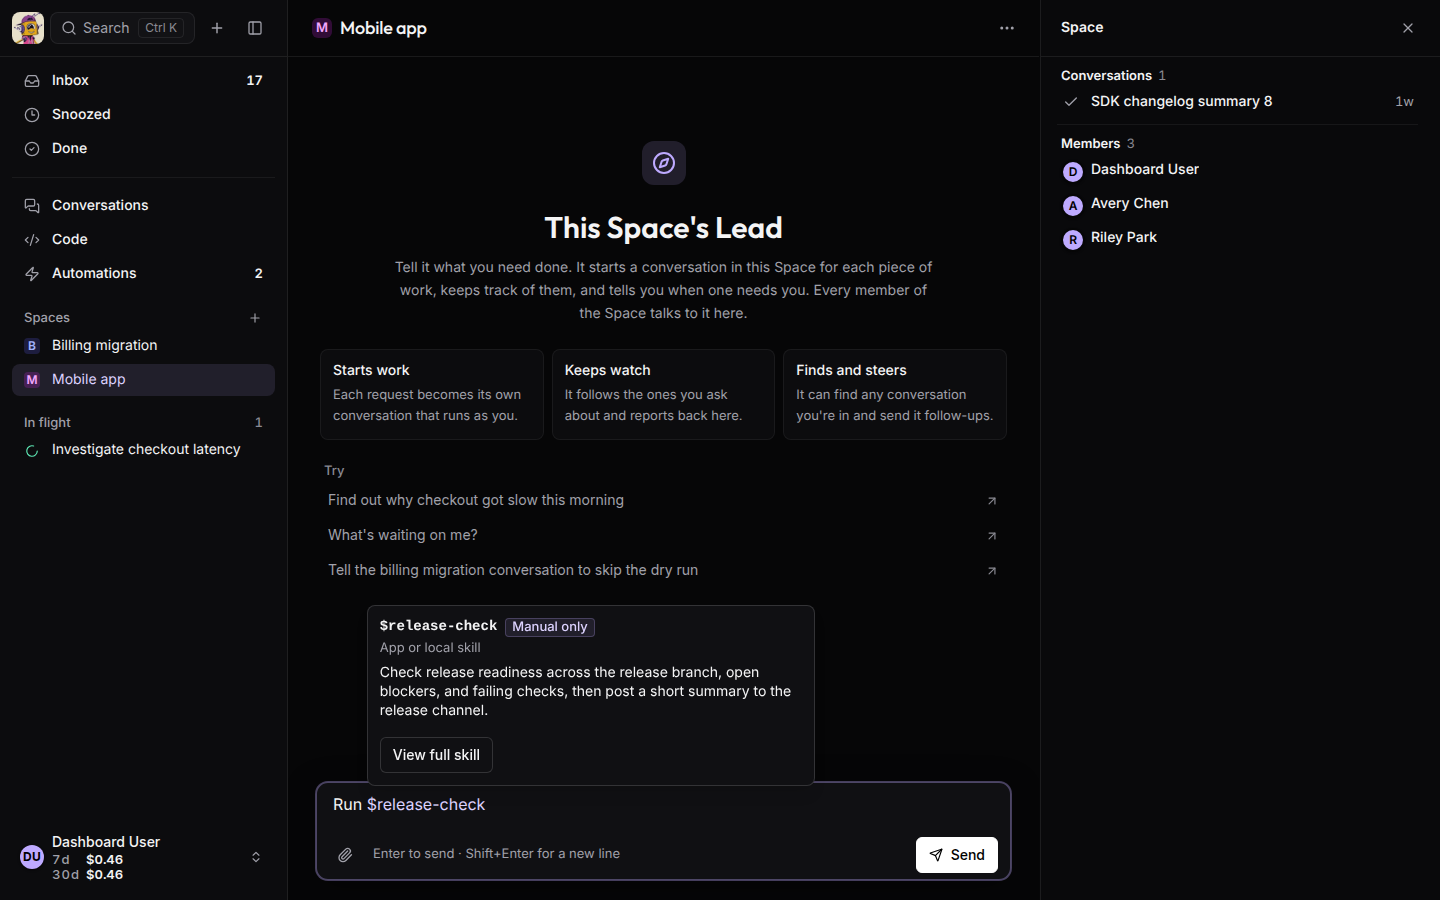 Search Ctrl K
Inbox 17
Snoozed
Done
Conversations
Code
Automations 2
Spaces
B Billing migration
M Mobile app
In flight 1
Investigate checkout latency
DU Dashboard User
7d $0.46
30d $0.46
M Mobile app
This Space's Lead
Tell it what you need done. It starts a conversation in this Space for each piece of
work, keeps track of them, and tells you when one needs you. Every member of
the Space talks to it here.
Starts work
Each request becomes its own
conversation that runs as you.
Keeps watch
It follows the ones you ask
about and reports back here.
Finds and steers
It can find any conversation
you're in and send it follow-ups.
Try
Find out why checkout got slow this morning
What's waiting on me?
Tell the billing migration conversation to skip the dry run
$release-check Manual only
App or local skill
Check release readiness across the release branch, open
blockers, and failing checks, then post a short summary to the
release channel.
View full skill
Run $release-check
Enter to send · Shift+Enter for a new line
Send
Space
Conversations 1
SDK changelog summary 8 1w
Members 3
D Dashboard User
A Avery Chen
R Riley Park